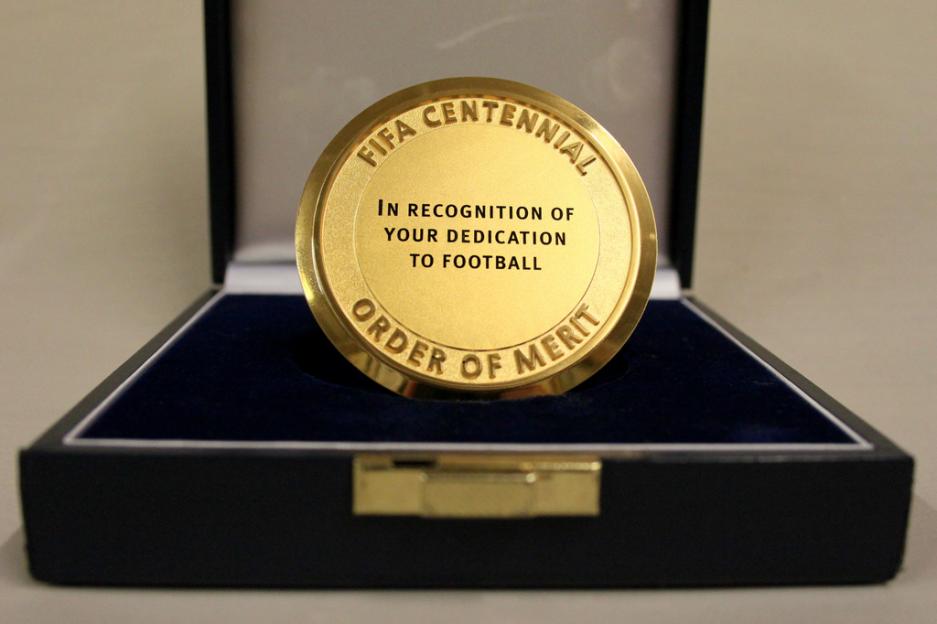 FIFA CENTENNIAL
IN RECOGNITION OF
YOUR DEDICATION
TO FOOTBALL
ORDER OF MERIT